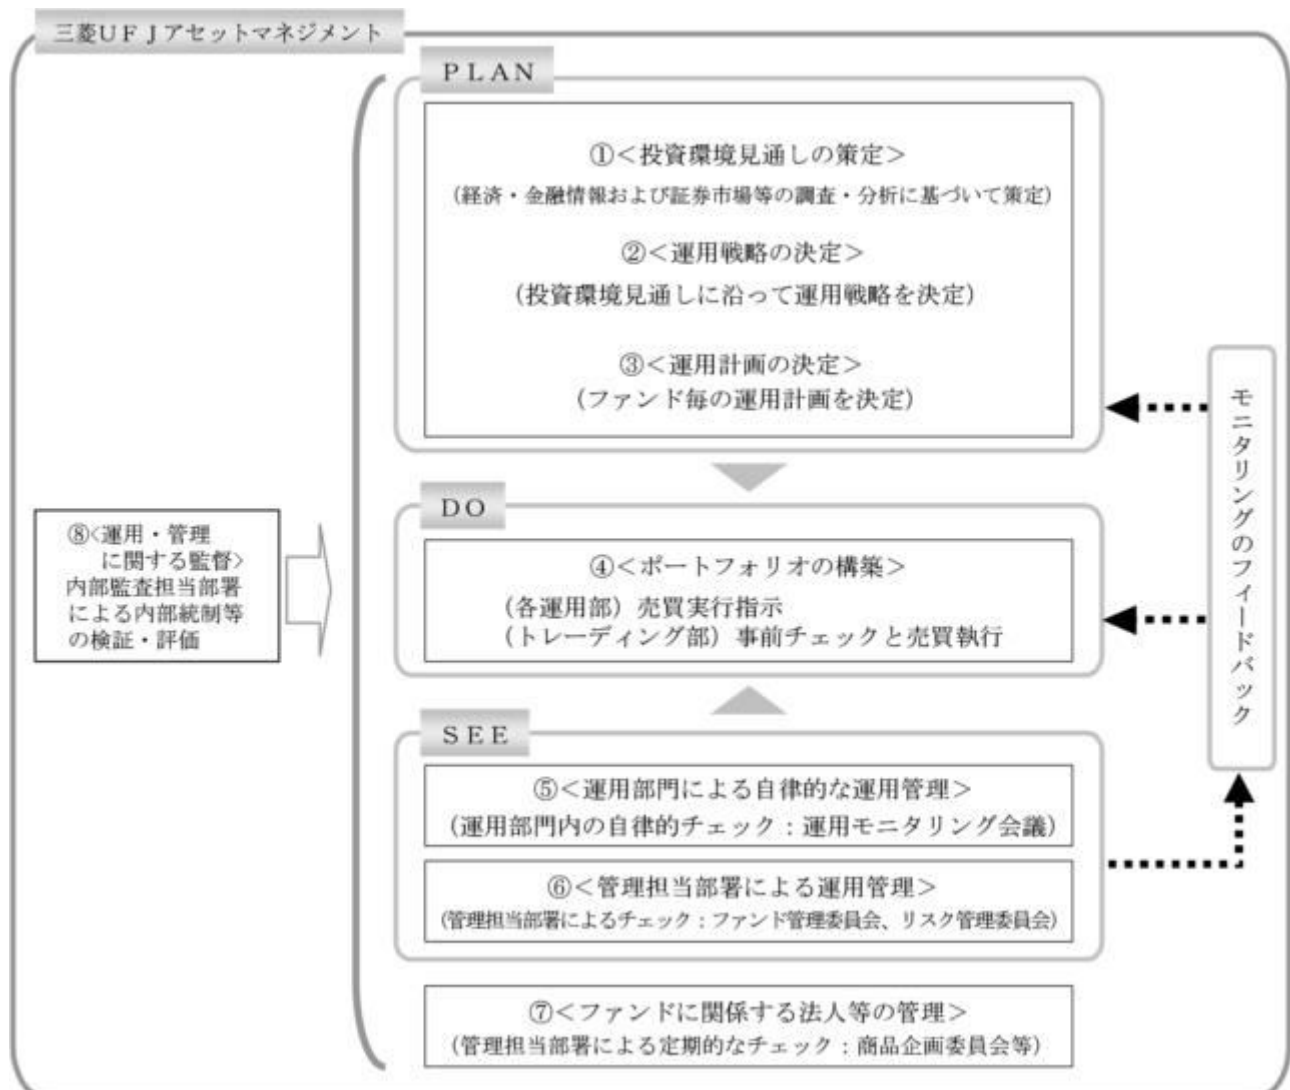 三菱ＵＦＪアセットマネジメント
ＰＬＡＮ
①＜投資環境見通しの策定＞
（経済・金融情報および証券市場等の調査・分析に基づいて策定）
②＜運用戦略の決定＞
（投資環境見通しに沿って運用戦略を決定）
③＜運用計画の決定＞
（ファンド毎の運用計画を決定）
ＤＯ
④＜ポートフォリオの構築＞
（各運用部）売買実行指示
（トレーディング部）事前チェックと売買執行
ＳＥＥ
⑤＜運用部門による自律的な運用管理＞
（運用部門内の自律的チェック：運用モニタリング会議）
⑥＜管理担当部署による運用管理＞
（管理担当部署によるチェック：ファンド管理委員会、リスク管理委員会）
⑦＜ファンドに関係する法人等の管理＞
（管理担当部署による定期的なチェック：商品企画委員会等）
⑧<運用・管理
に関する監督>
内部監査担当部署
による内部統制等
の検証・評価
モニタリングのフィードバック